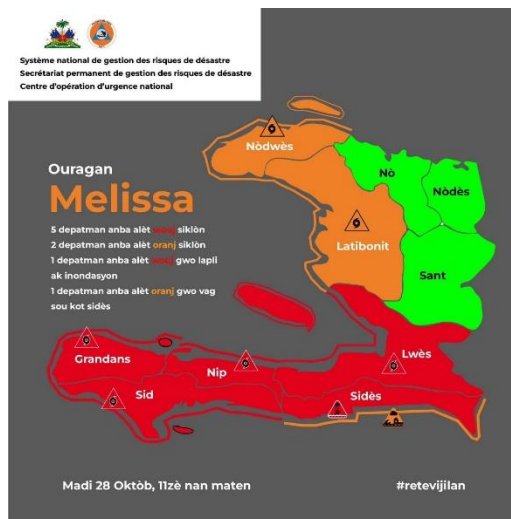 Système national de gestion des risques de désastre
Secrétariat permanent de gestion des risques de désastre
Centre d'opération d'urgence national
Ouragan
Melissa
5 depatman anba alèt wouj siklòn
2 depatman anba alèt oranj siklòn
1 depatman anba alèt wouj gwo lapli
ak inondasyon
1 depatman anba alèt oranj gwo vag
sou kot sidès
Nòdwès
Nò
Nòdès
Latibonit
Sant
Grandans
Nip
Lwès
Sid
Sidès
Madi 28 Oktòb, 11zè nan maten
#retevijilan